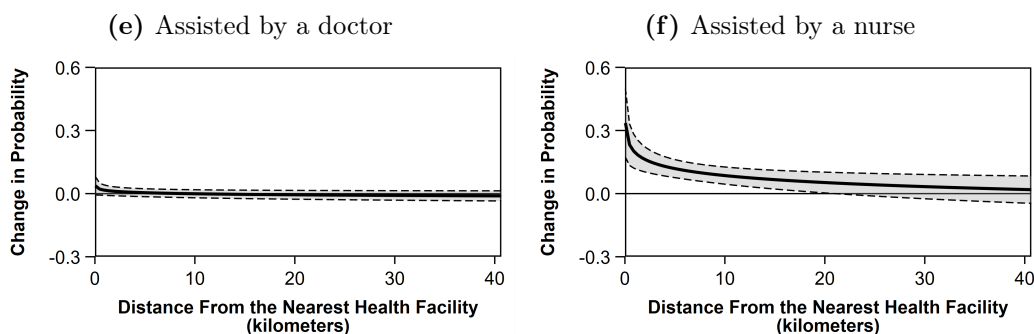 (e) Assisted by a doctor
Change in Probability
0.6
0.3
0.0
-0.3
0
10
20
30
40
Distance From the Nearest Health Facility
(kilometers)
(f) Assisted by a nurse
Change in Probability
0.6
0.3
0.0
-0.3
0
10
20
30
40
Distance From the Nearest Health Facility
(kilometers)